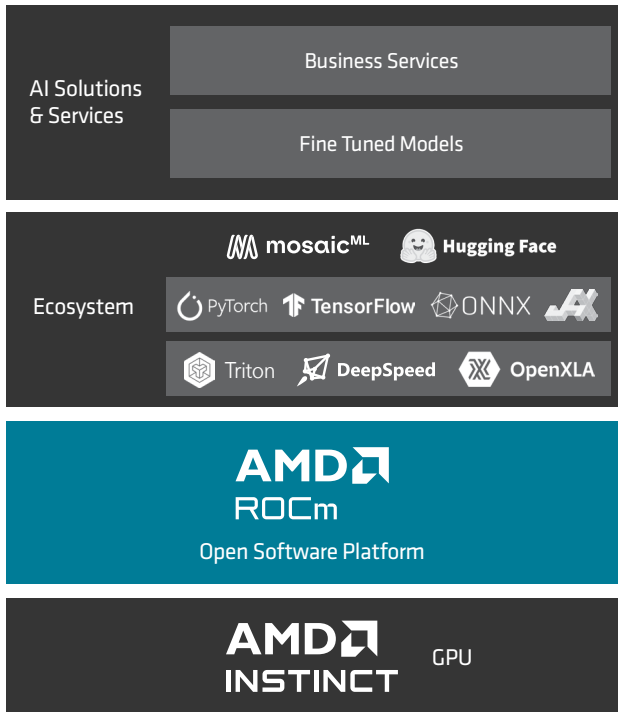 AI Solutions
& Services
Business Services
Fine Tuned Models
Ecosystem
mosaicML
Hugging Face
PyTorch
TensorFlow
ONNX
JAX
Triton
DeepSpeed
OpenXLA
AMD
ROCm
Open Software Platform
AMD
INSTINCT
GPU